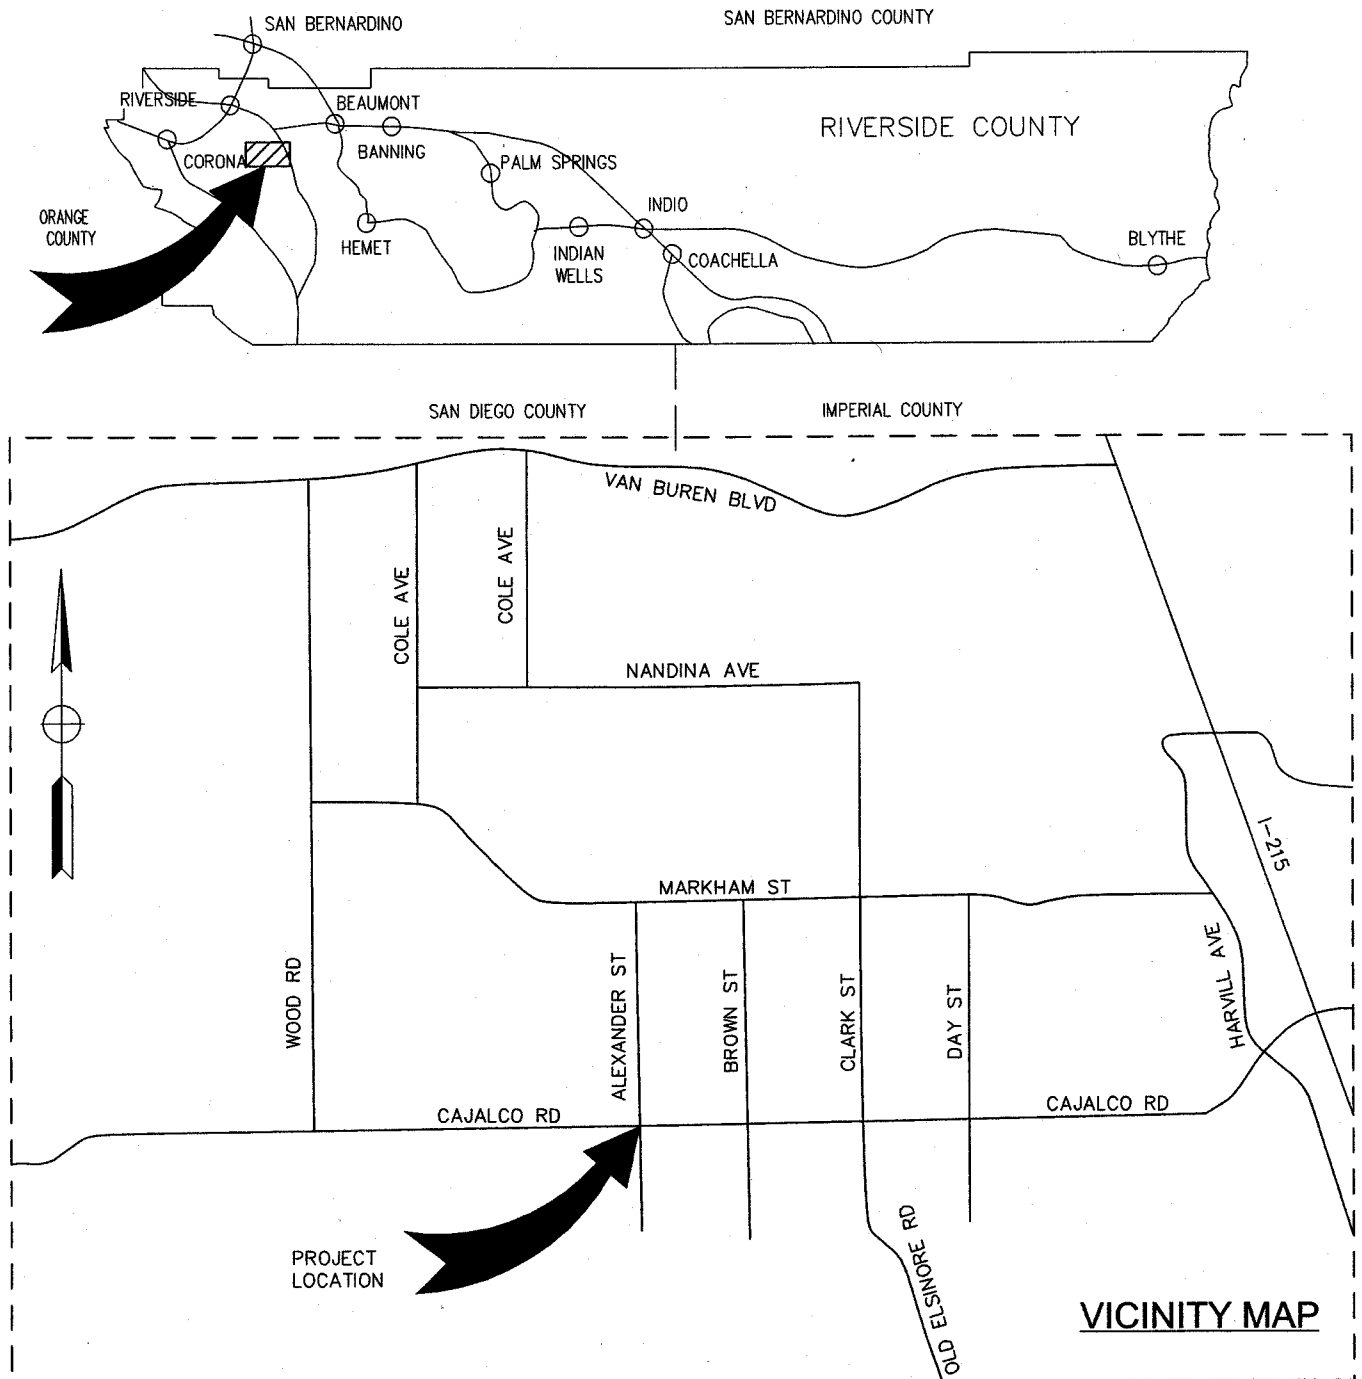 SAN BERNARDINO COUNTY
SAN BERNARDINO
RIVERSIDE
BEAUMONT
RIVERSIDE COUNTY
CORONA
BANNING
PALM SPRINGS
ORANGE
COUNTY
INDIO
HEMET
INDIAN
WELLS
COACHELLA
BLYTHE
SAN DIEGO COUNTY
IMPERIAL COUNTY
VAN BUREN BLVD
COLE AVE
COLE AVE
NANDINA AVE
I-215
MARKHAM ST
WOOD RD
ALEXANDER ST
BROWN ST
CLARK ST
DAY ST
HARVILL AVE
CAJALCO RD
CAJALCO RD
PROJECT
LOCATION
OLD ELSINORE RD
VICINITY MAP